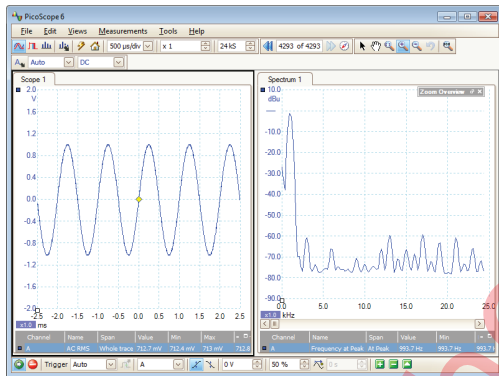 PicoScope 6
File Edit Views Measurements Tools Help
500 µs/div x 1 24 kS 4293 of 4293
A Auto DC
Scope 1
2.0
V
1.6
1.2
0.8
0.4
0.0
-0.4
-0.8
-1.2
-1.6
-2.0
-2.5 -2.0 -1.5 -1.0 -0.5 0.0 0.5 1.0 1.5 2.0 2.5
x1.0 ms
Channel Name Span Value Min Max
A AC RMS Whole trace 712.7 mV 712.4 mV 713 mV 712.8
Spectrum 1
10.0
dBu
Zoom Overview
-10.0
-20.0
-30.0
-40.0
-50.0
-60.0
-70.0
-80.0
-90.0
0.0 5.0 10.0 15.0 20.0 25.0
x1.0 kHz
Channel Name Span Value Min
A Frequency at Peak At Peak 993.7 Hz 993.7 Hz 993.7
Trigger Auto A 0 V 50 % 0 s